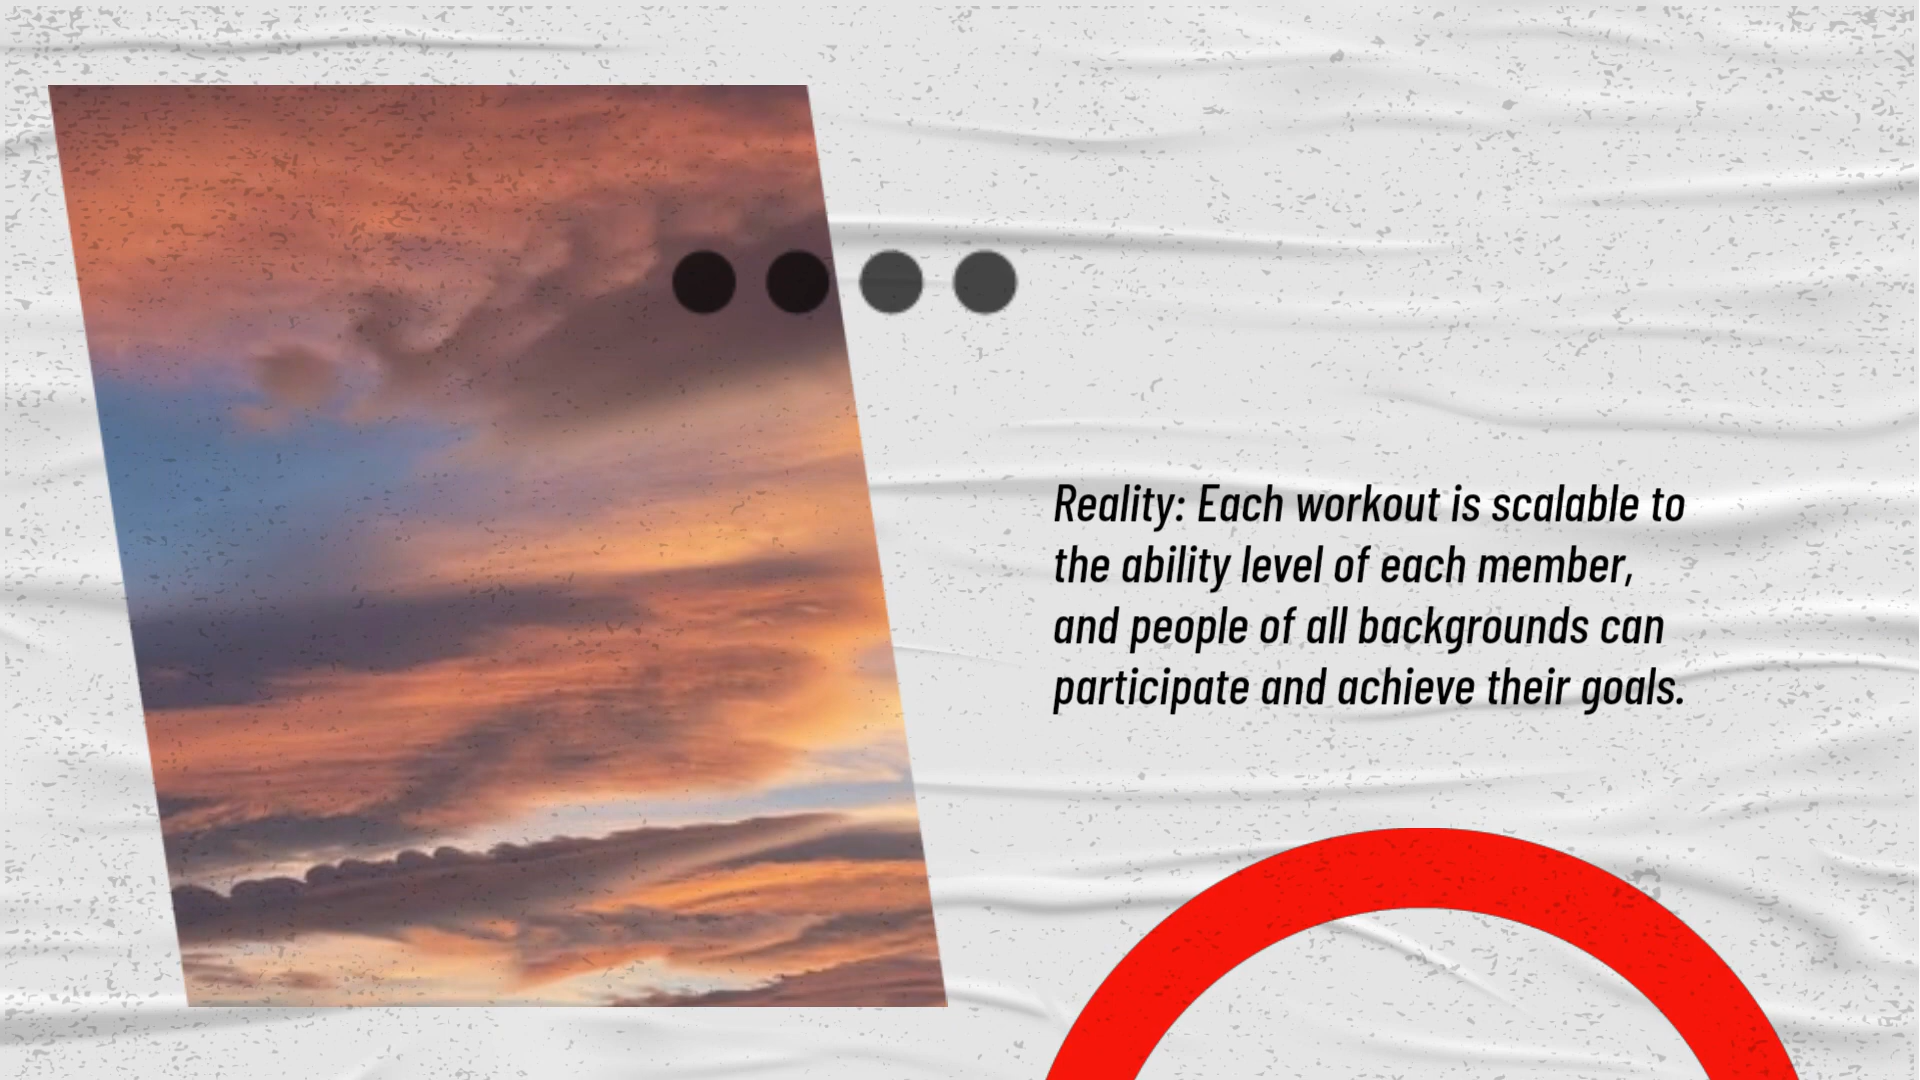 Reality: Each workout is scalable to
the ability level of each member,
and people of all backgrounds can
participate and achieve their goals.